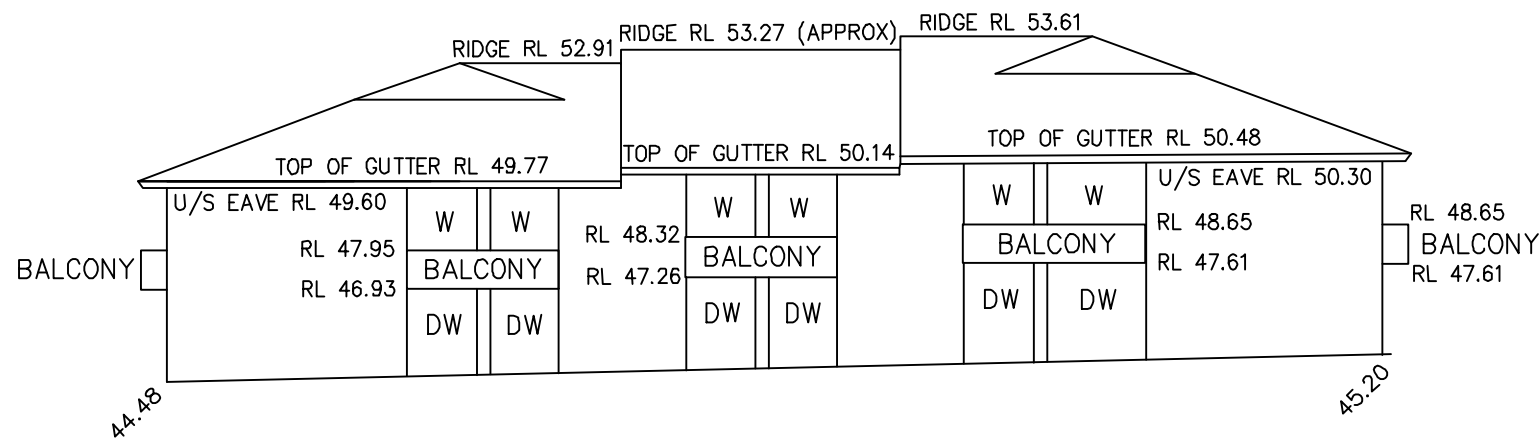 RIDGE RL 52.91
RIDGE RL 53.27 (APPROX)
RIDGE RL 53.61
TOP OF GUTTER RL 49.77
TOP OF GUTTER RL 50.14
TOP OF GUTTER RL 50.48
U/S EAVE RL 49.60
U/S EAVE RL 50.30
W
W
W
W
W
W
RL 47.95
RL 46.93
BALCONY
BALCONY
RL 48.32
RL 47.26
BALCONY
BALCONY
RL 48.65
RL 47.61
RL 48.65
BALCONY
RL 47.61
DW
DW
DW
DW
DW
DW
44.48
45.20